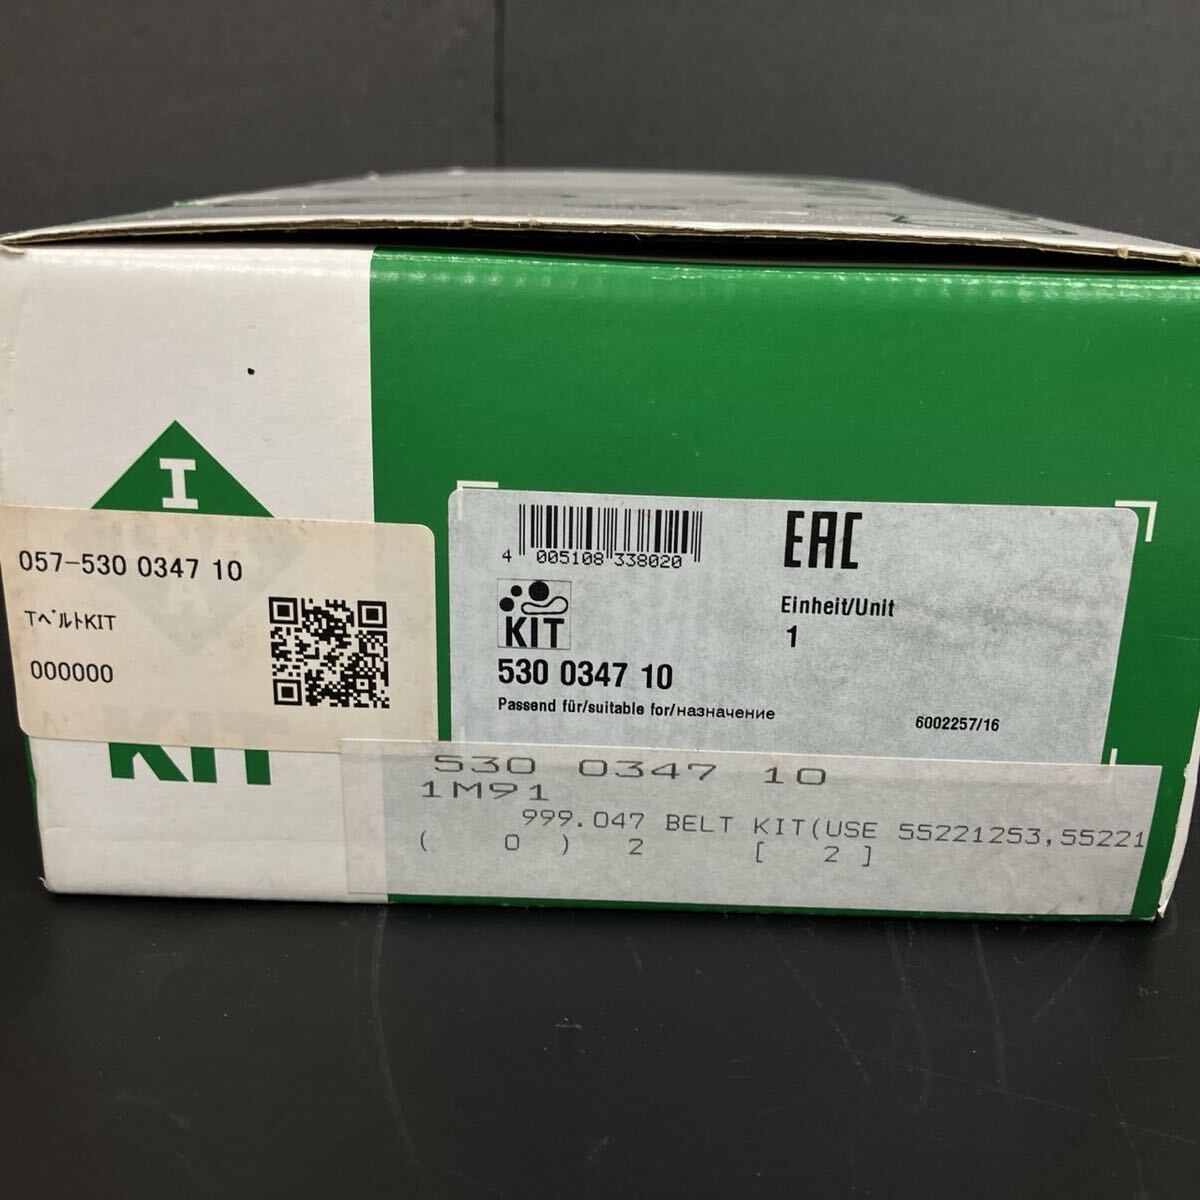 I
A
057-530 0347 10
TベルトKIT
000000
KIT
4 005108 338020
EAC
KIT
Einheit/Unit
1
530 0347 10
Passend für/suitable for/назначение
6002257/16
530 0347 10
1M91
999.047 BELT KIT(USE 55221253,55221
( 0 ) 2 [ 2 ]